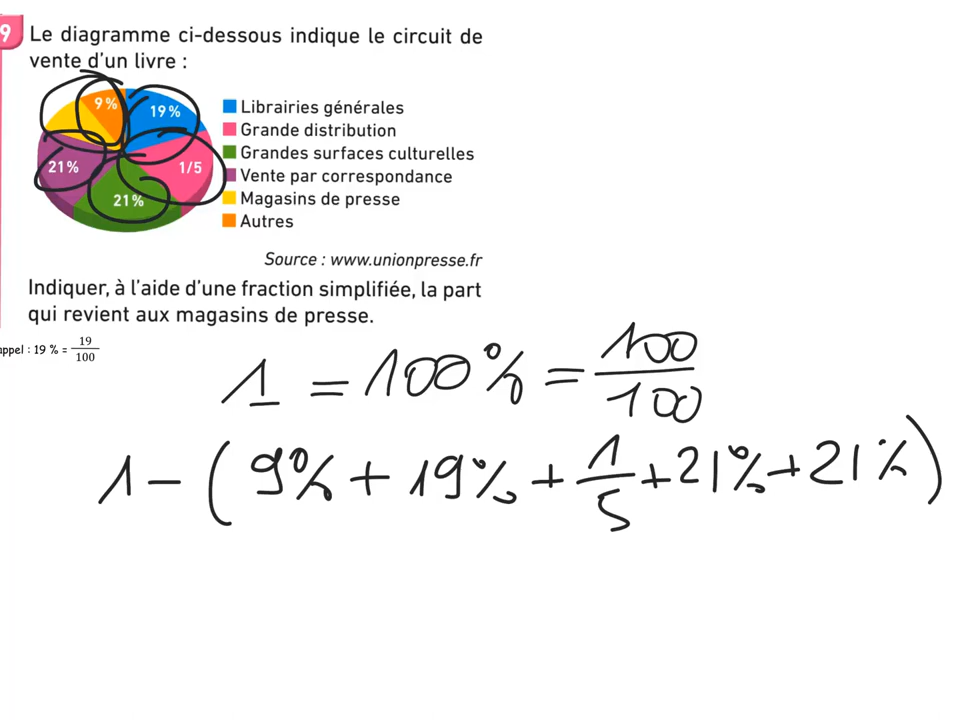 9 Le diagramme ci-dessous indique le circuit de
vente d'un livre :
9 %
19 %
1/5
21 %
21 %
Librairies générales
Grande distribution
Grandes surfaces culturelles
Vente par correspondance
Magasins de presse
Autres
Source : www.unionpresse.fr
Indiquer, à l'aide d'une fraction simplifiée, la part
qui revient aux magasins de presse.
appel : 19 % = 19/100
1 = 100% = 100/100
1 - ( 9% + 19% + 1/5 + 21% + 21% )